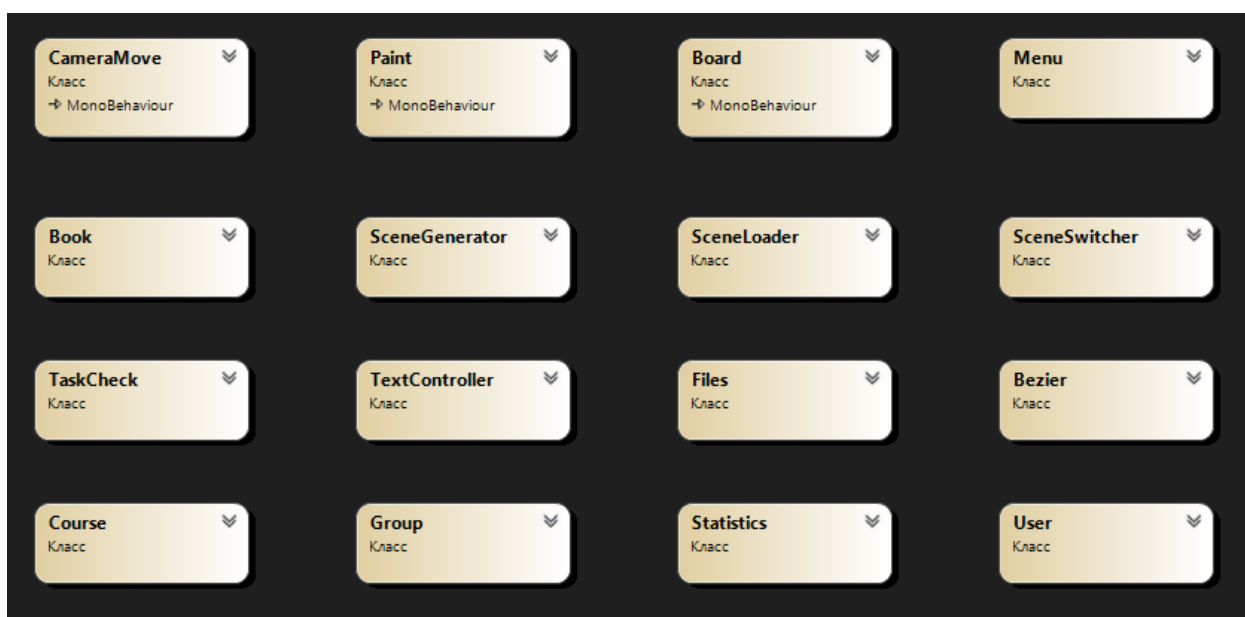 CameraMove
Класс
MonoBehaviour
Paint
Класс
MonoBehaviour
Board
Класс
MonoBehaviour
Menu
Класс
Book
Класс
SceneGenerator
Класс
SceneLoader
Класс
SceneSwitcher
Класс
TaskCheck
Класс
TextController
Класс
Files
Класс
Bezier
Класс
Course
Класс
Group
Класс
Statistics
Класс
User
Класс